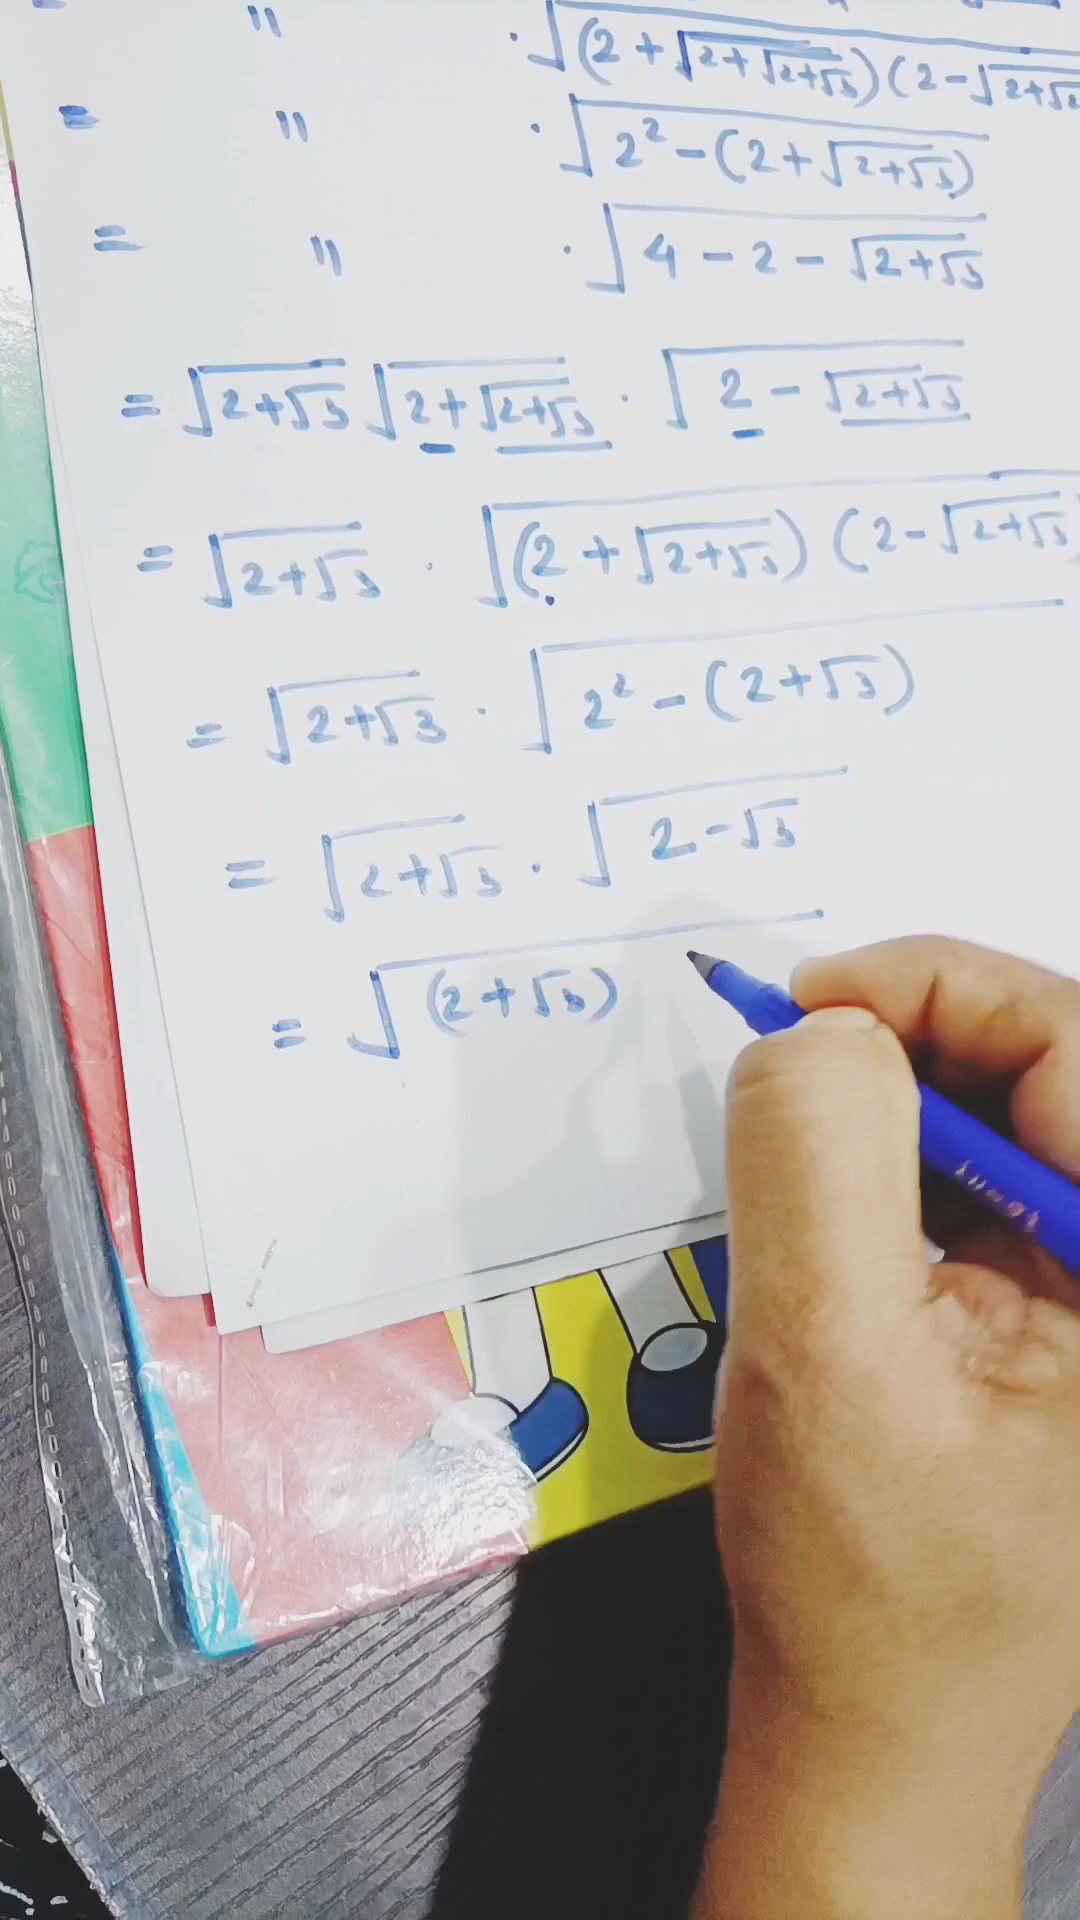 " · √((2+√(2+√(2+√3)))(2-√(2+√2
= " · √(2²-(2+√(2+√3)))
= " · √(4-2-√(2+√3))
= √(2+√3) √(2+√(2+√3)) · √(2-√(2+√3))
= √(2+√3) · √((2+√(2+√3))(2-√(2+√3)
= √(2+√3) · √(2²-(2+√3))
= √(2+√3) · √(2-√3)
= √((2+√3)